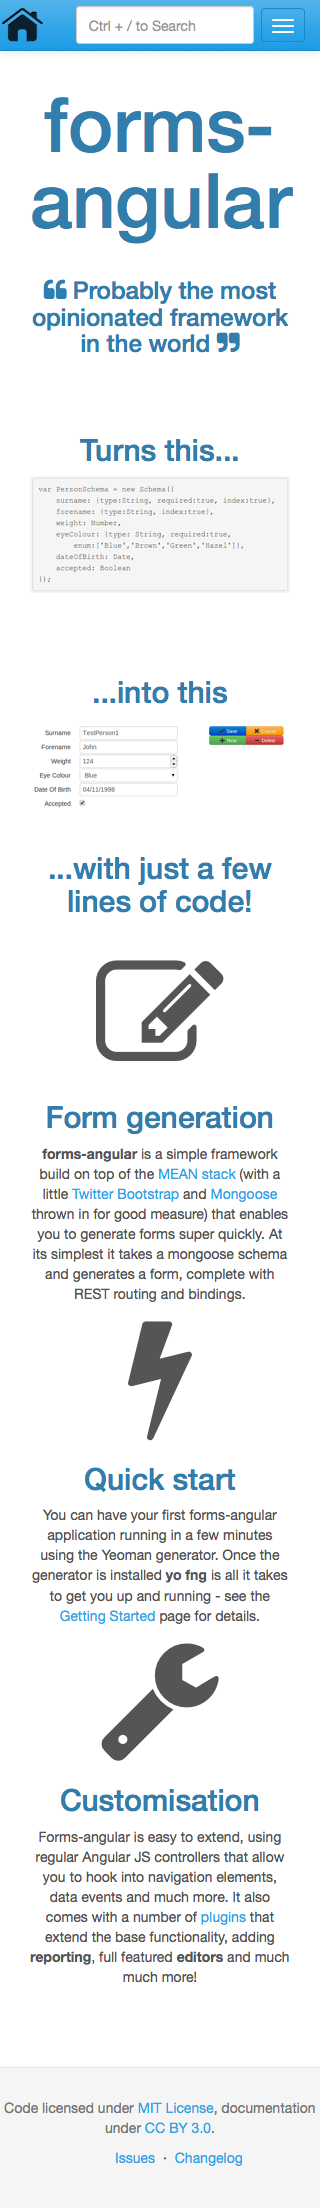 Ctrl + / to Search
forms-
angular
Probably the most
opinionated framework
in the world
Turns this...
var PersonSchema = new Schema({
surname: {type:String, required:true, index:true},
forename: {type:String, index:true},
weight: Number,
eyeColour: {type: String, required:true,
enum:['Blue','Brown','Green','Hazel']},
dateOfBirth: Date,
accepted: Boolean
});
...into this
Surname TestPerson1 Save Cancel
Forename John New Delete
Weight 124
Eye Colour Blue
Date Of Birth 04/11/1998
Accepted
...with just a few
lines of code!
Form generation
forms-angular is a simple framework
build on top of the MEAN stack (with a
little Twitter Bootstrap and Mongoose
thrown in for good measure) that enables
you to generate forms super quickly. At
its simplest it takes a mongoose schema
and generates a form, complete with
REST routing and bindings.
Quick start
You can have your first forms-angular
application running in a few minutes
using the Yeoman generator. Once the
generator is installed yo fng is all it takes
to get you up and running - see the
Getting Started page for details.
Customisation
Forms-angular is easy to extend, using
regular Angular JS controllers that allow
you to hook into navigation elements,
data events and much more. It also
comes with a number of plugins that
extend the base functionality, adding
reporting, full featured editors and much
much more!
Code licensed under MIT License, documentation
under CC BY 3.0.
Issues · Changelog